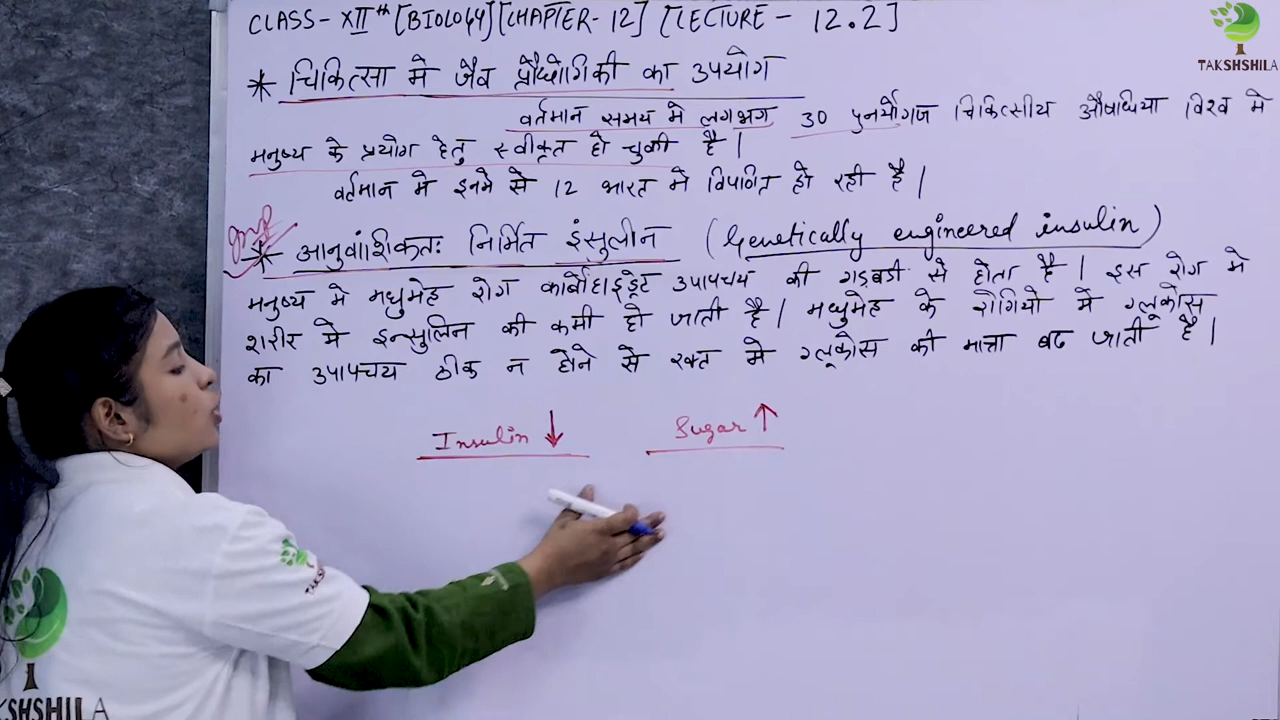 CLASS- XIIth [BIOLOGY] [CHAPTER- 12] [LECTURE - 12.2]
TAKSHSHILA
* चिकित्सा मे जैव प्रौद्योगिकी का उपयोग
वर्तमान समय मे लगभग 30 पुनर्योगज चिकित्सीय औषधिया विश्व मे
मनुष्य के प्रयोग हेतु स्वीकृत हो चुकी है|
वर्तमान मे इनमे से 12 भारत मे विपणित हो रही है|
Imp
* आनुवांशिकतः निर्मित इंसुलीन (Genetically engineered insulin)
मनुष्य मे मधुमेह रोग कार्बोहाइड्रेट उपापचय की गड़बडी से होता है| इस रोग मे
शरीर मे इन्सुलिन की कमी हो जाती है| मधुमेह के रोगियो मे ग्लूकोस
का उपापचय ठीक न होने से रक्त मे ग्लूकोस की मात्रा बढ जाती है|
Insulin ↓ Sugar ↑
TAKSHSHILA